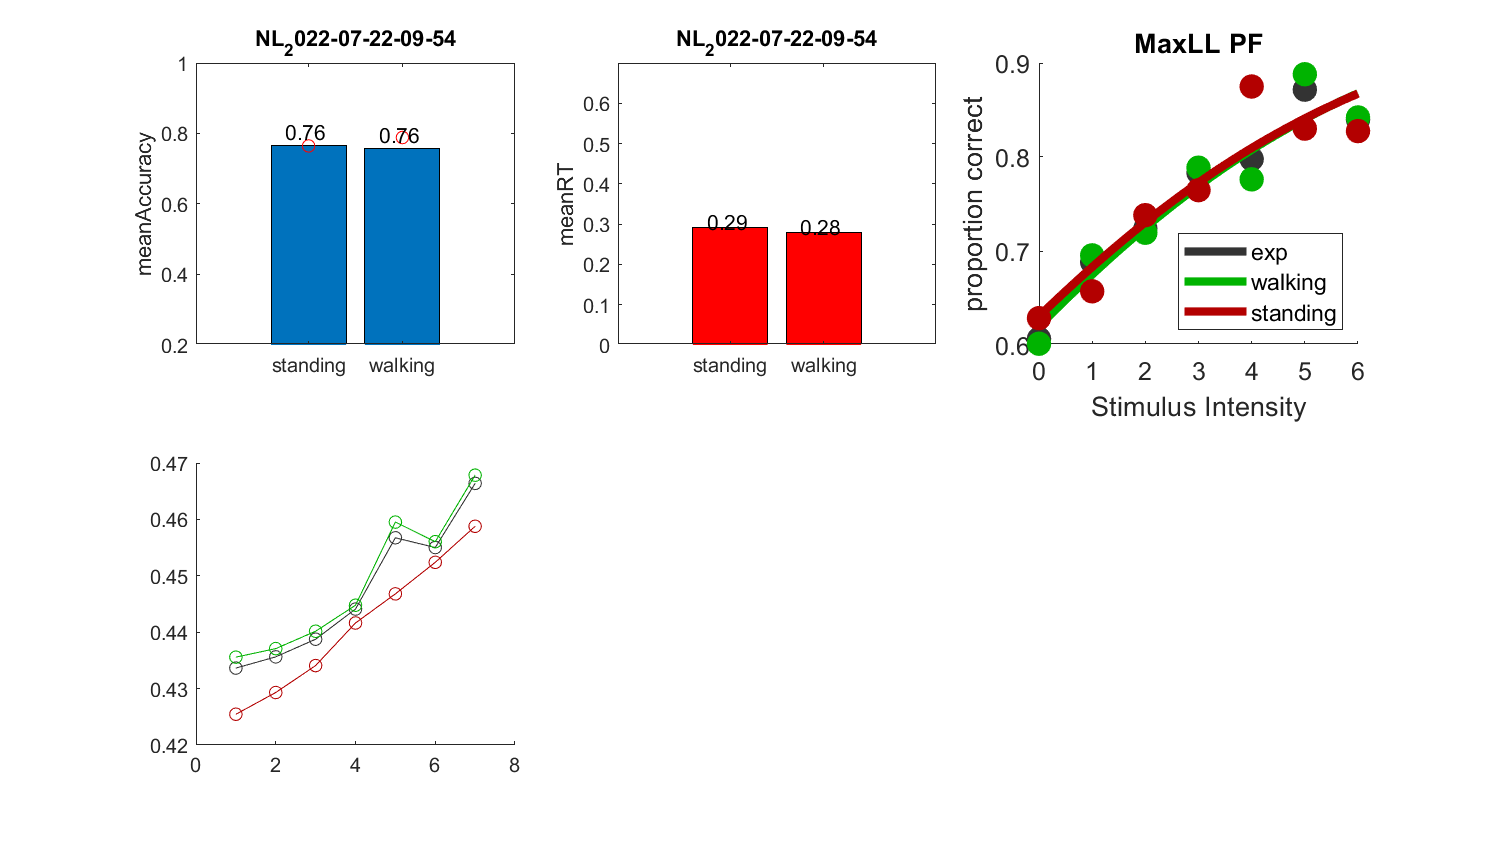 NL2022-07-22-09-54
meanAccuracy
1
0.8
0.6
0.4
0.2
0.76
0.76
standing walking
NL2022-07-22-09-54
meanRT
0.6
0.5
0.4
0.3
0.2
0.1
0
0.29
0.28
standing walking
MaxLL PF
proportion correct
0.9
0.8
0.7
0.6
exp
walking
standing
0 1 2 3 4 5 6
Stimulus Intensity
0.47
0.46
0.45
0.44
0.43
0.42
0 2 4 6 8